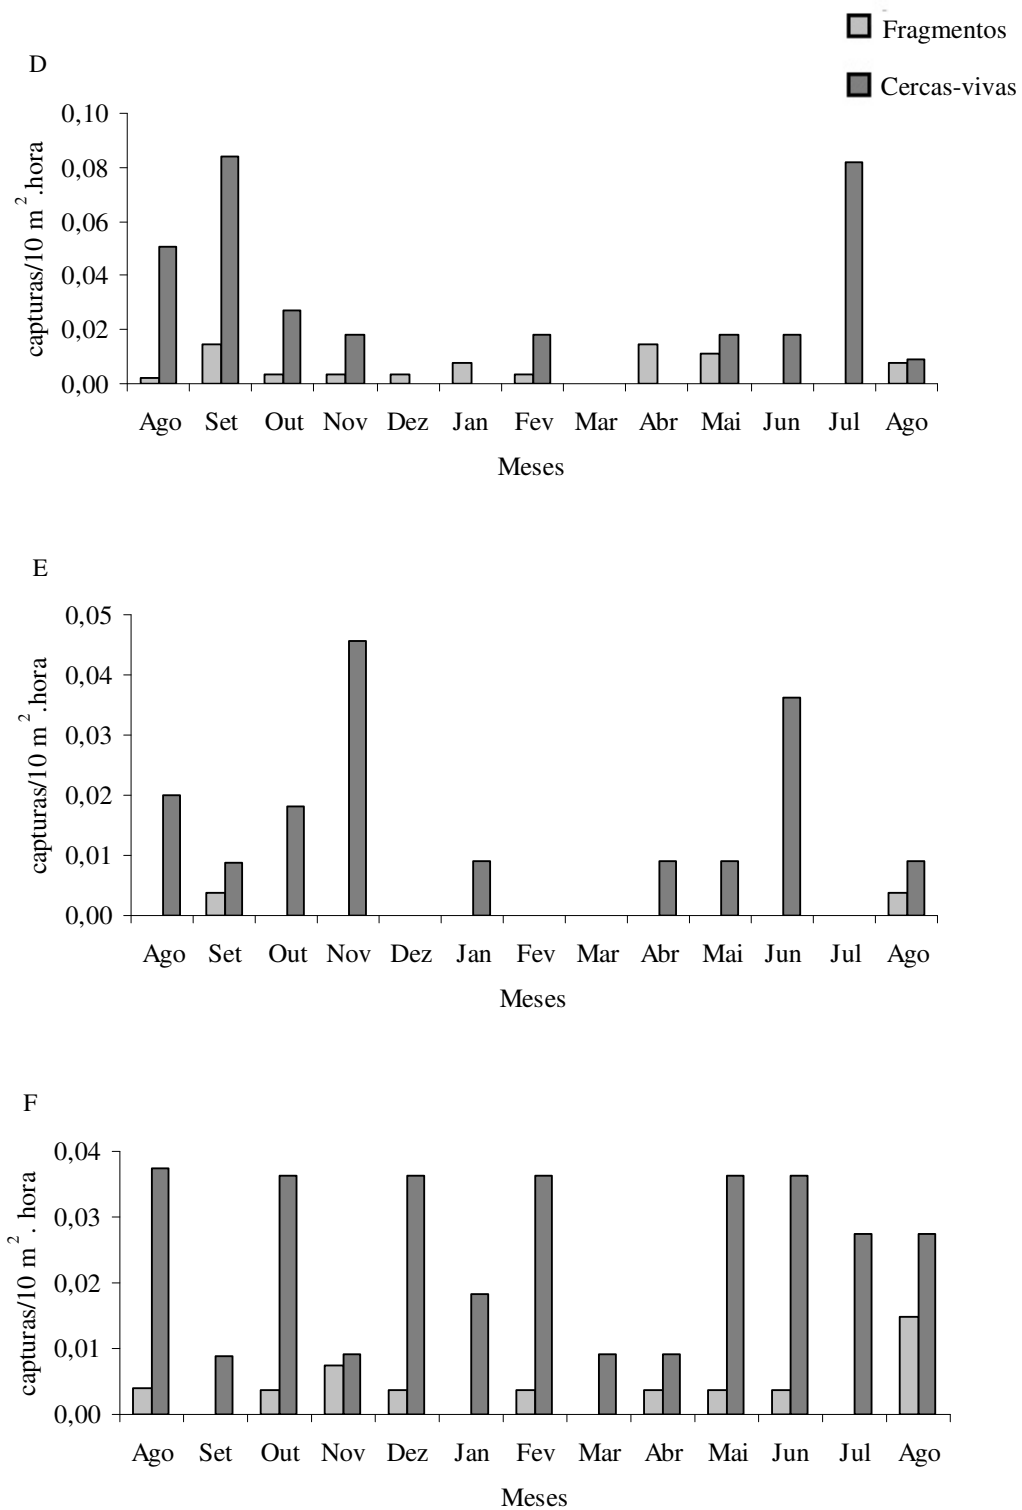 Fragmentos
Cercas-vivas
D
capturas/10 m².hora
0,10
0,08
0,06
0,04
0,02
0,00
Ago Set Out Nov Dez Jan Fev Mar Abr Mai Jun Jul Ago
Meses
E
capturas/10 m².hora
0,05
0,04
0,03
0,02
0,01
0,00
Ago Set Out Nov Dez Jan Fev Mar Abr Mai Jun Jul Ago
Meses
F
capturas/10 m². hora
0,04
0,03
0,02
0,01
0,00
Ago Set Out Nov Dez Jan Fev Mar Abr Mai Jun Jul Ago
Meses